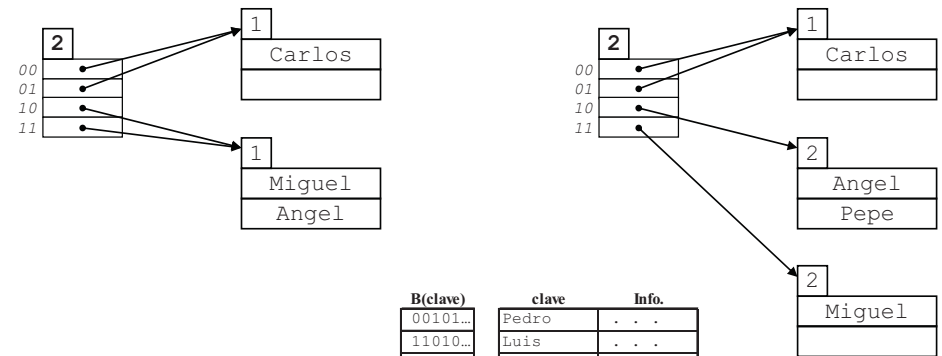 2
00
01
10
11
1
Carlos
1
Miguel
Angel
2
00
01
10
11
1
Carlos
2
Angel
Pepe
2
Miguel
B(clave) clave Info.
00101… Pedro . . .
11010… Luis . . .